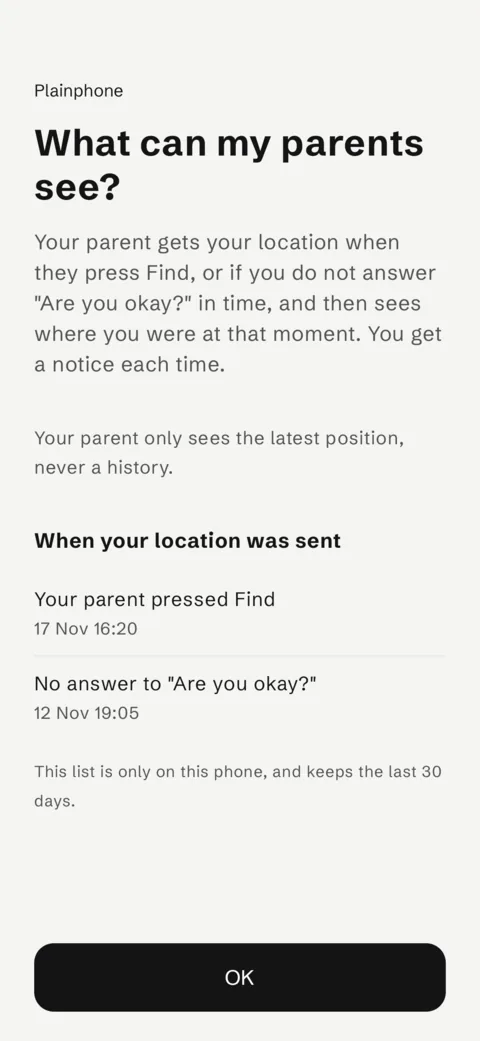 Plainphone
What can my parents
see?
Your parent gets your location when
they press Find, or if you do not answer
"Are you okay?" in time, and then sees
where you were at that moment. You get
a notice each time.
Your parent only sees the latest position,
never a history.
When your location was sent
Your parent pressed Find
17 Nov 16:20
No answer to "Are you okay?"
12 Nov 19:05
This list is only on this phone, and keeps the last 30
days.
OK